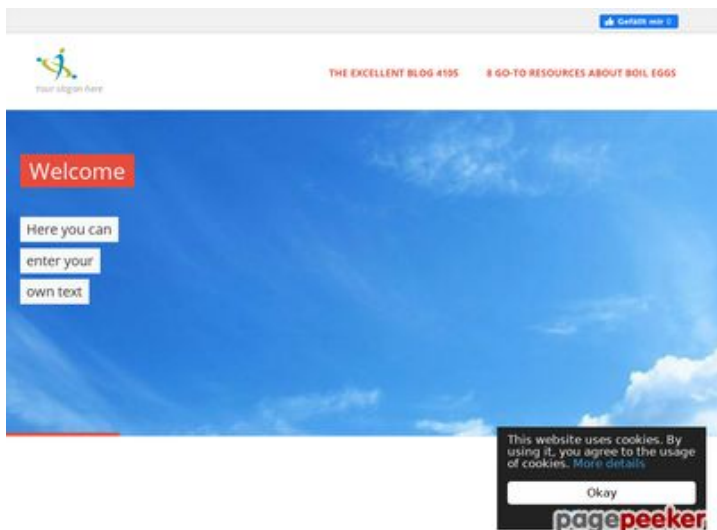 Gefällt mir 0
Your slogan here
THE EXCELLENT BLOG 4105 8 GO-TO RESOURCES ABOUT BOIL EGGS
Welcome
Here you can
enter your
own text
This website uses cookies. By
using it, you agree to the usage
of cookies. More details
Okay
pagepeeker